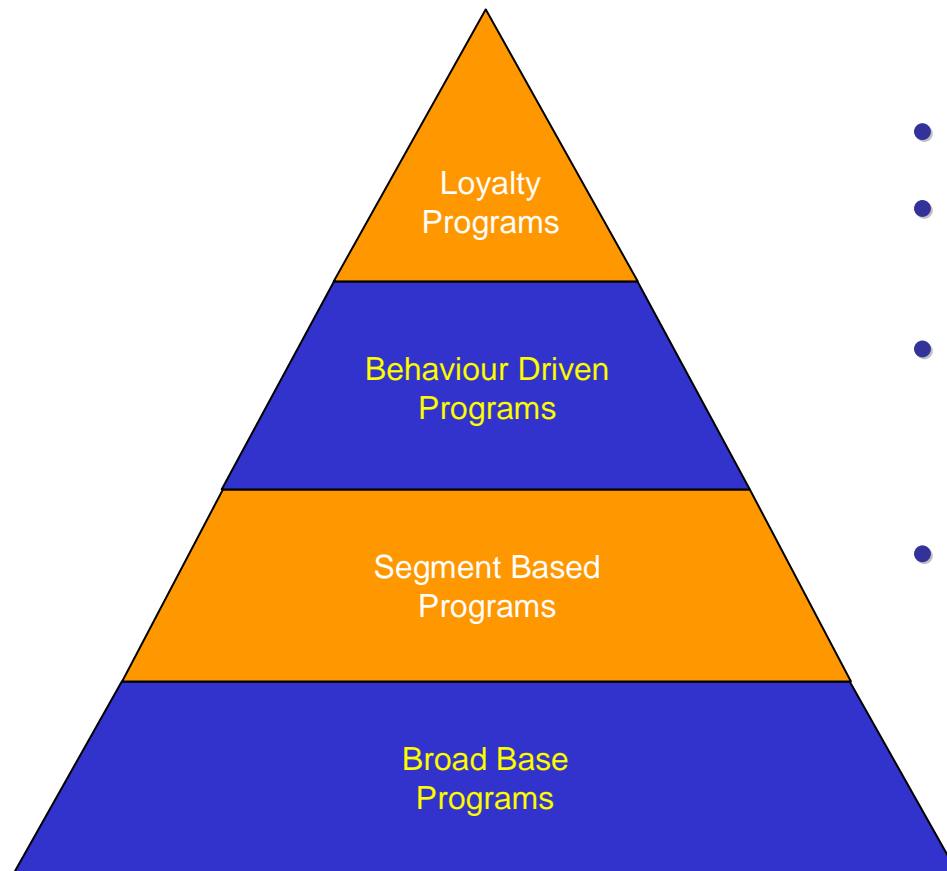 Loyalty
Programs
Behaviour Driven
Programs
Segment Based
Programs
Broad Base
Programs